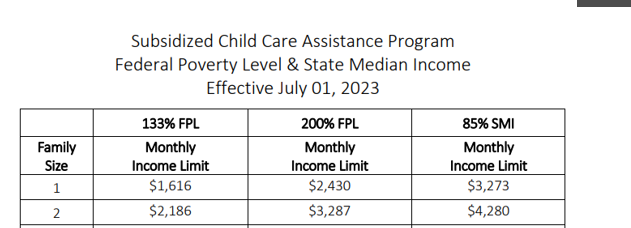 Subsidized Child Care Assistance Program
Federal Poverty Level & State Median Income
Effective July 01, 2023
133% FPL 200% FPL 85% SMI
Family Size Monthly Income Limit Monthly Income Limit Monthly Income Limit
1 $1,616 $2,430 $3,273
2 $2,186 $3,287 $4,280